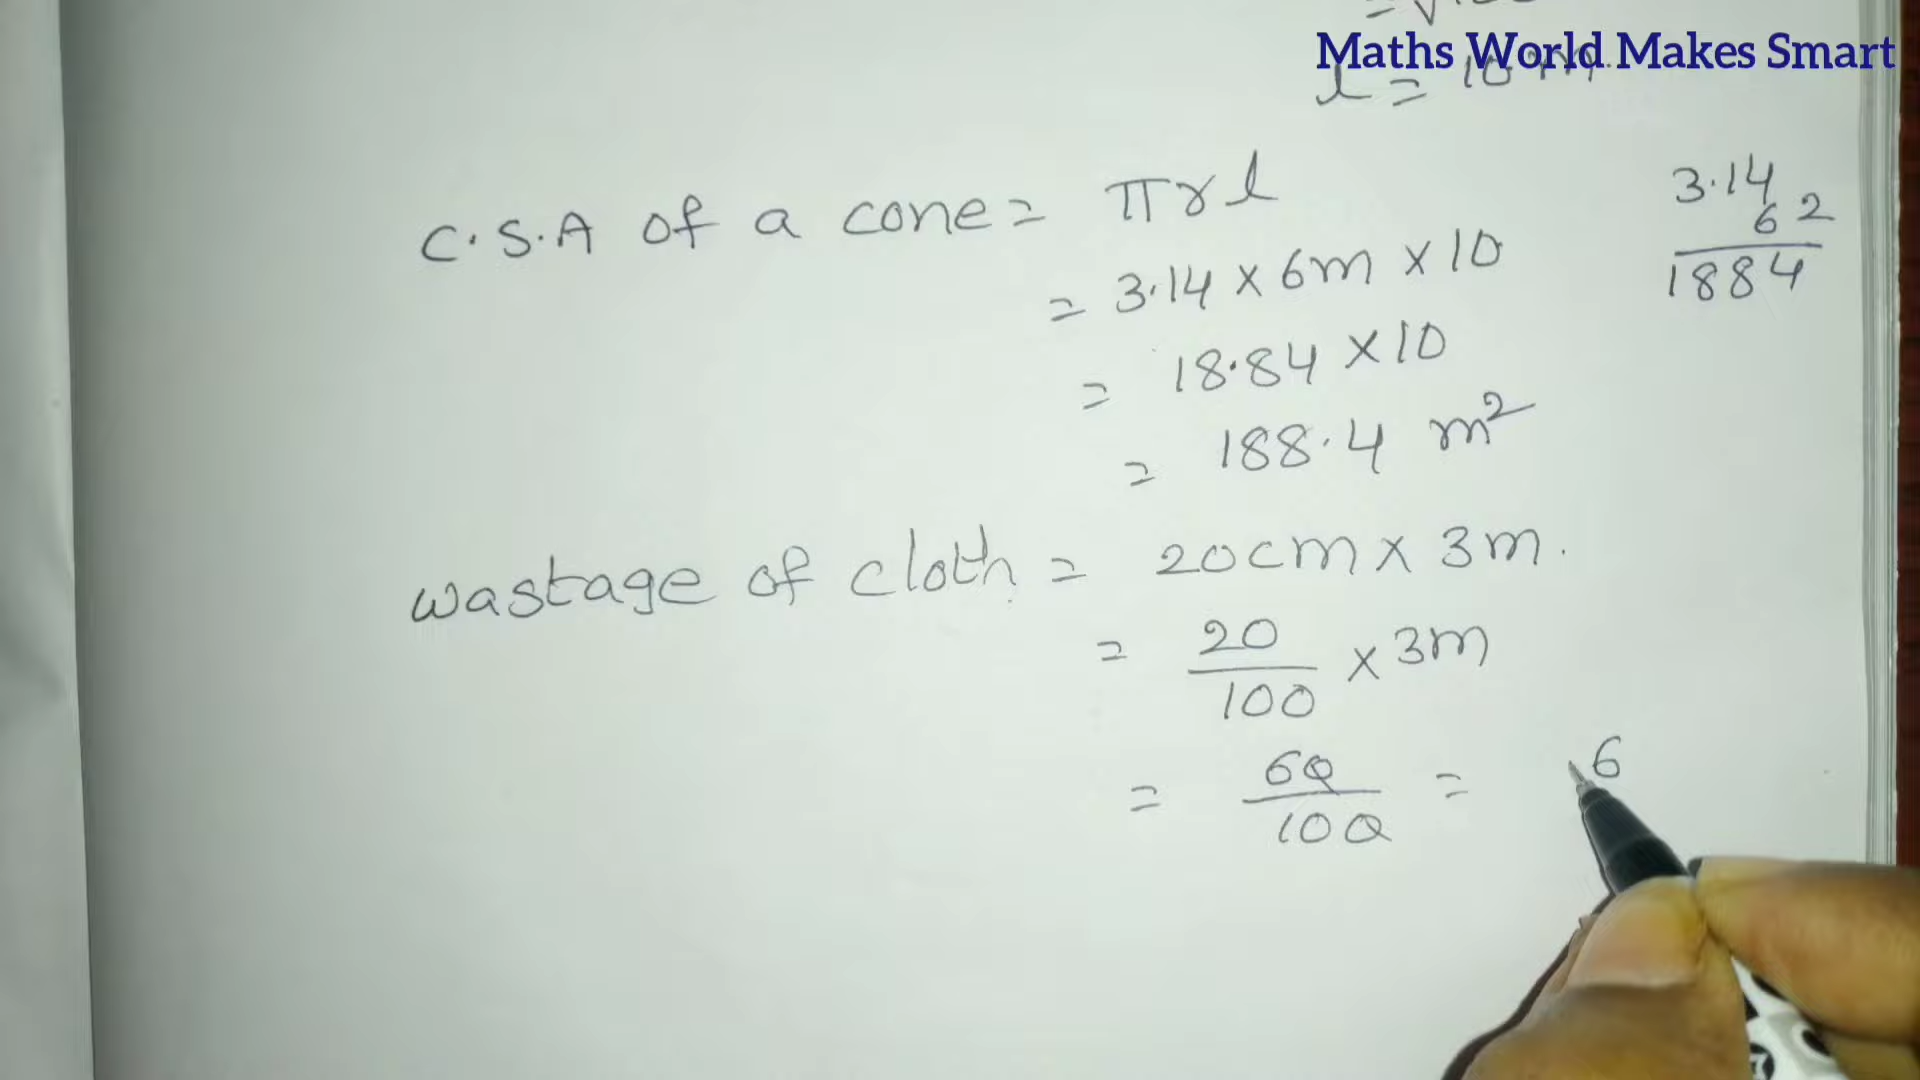 Maths World Makes Smart
l = 10 m.
C.S.A of a cone = πrl
= 3.14 × 6m × 10
= 18.84 × 10
= 188.4 m²
3.14
6 2
1884
wastage of cloth = 20cm × 3m.
= 20/100 × 3m
= 60/100 = 6